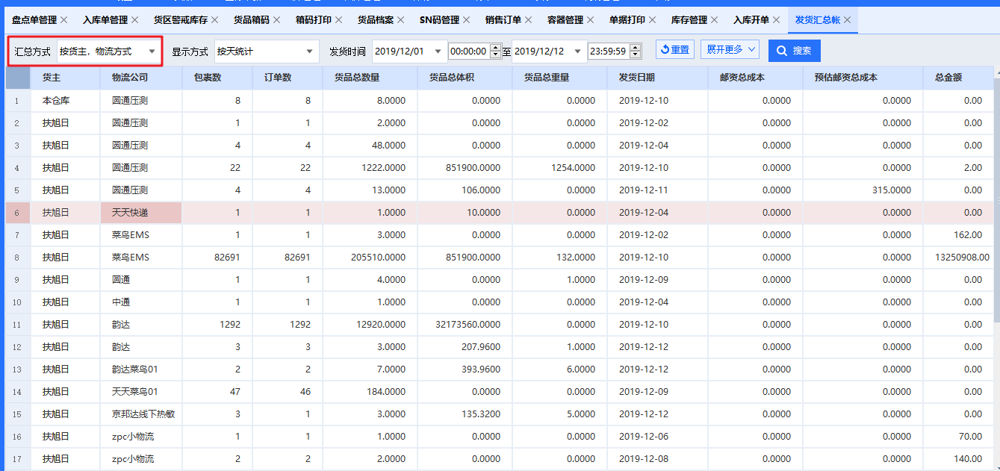 盘点单管理 入库单管理 货区警戒库存 货品箱码 箱码打印 货品档案 SN码管理 销售订单 容器管理 单据打印 库存管理 入库开单 发货汇总帐
汇总方式 按货主，物流方式 显示方式 按天统计 发货时间 2019/12/01 00:00:00 至 2019/12/12 23:59:59 重置 展开更多 搜索
货主 物流公司 包裹数 订单数 货品总数量 货品总体积 货品总重量 发货日期 邮资总成本 预估邮资总成本 总金额
1 本仓库 圆通压测 8 8 8.0000 0.0000 0.0000 2019-12-10 0.0000 0.0000 0.00
2 扶旭日 圆通压测 1 1 2.0000 0.0000 0.0000 2019-12-02 0.0000 0.0000 0.00
3 扶旭日 圆通压测 4 4 48.0000 0.0000 0.0000 2019-12-04 0.0000 0.0000 0.00
4 扶旭日 圆通压测 22 22 1222.0000 851900.0000 1254.0000 2019-12-10 0.0000 0.0000 2.00
5 扶旭日 圆通压测 4 4 13.0000 106.0000 0.0000 2019-12-11 0.0000 315.0000 0.00
6 扶旭日 天天快递 1 1 1.0000 10.0000 0.0000 2019-12-04 0.0000 0.0000 0.00
7 扶旭日 菜鸟EMS 1 1 3.0000 0.0000 0.0000 2019-12-02 0.0000 0.0000 162.00
8 扶旭日 菜鸟EMS 82691 82691 205510.0000 851900.0000 132.0000 2019-12-10 0.0000 0.0000 13250908.00
9 扶旭日 圆通 1 1 4.0000 0.0000 1.0000 2019-12-09 0.0000 0.0000 0.00
10 扶旭日 中通 1 1 1.0000 0.0000 0.0000 2019-12-04 0.0000 0.0000 0.00
11 扶旭日 韵达 1292 1292 12920.0000 32173560.0000 0.0000 2019-12-10 0.0000 0.0000 0.00
12 扶旭日 韵达 3 3 3.0000 207.9600 1.0000 2019-12-12 0.0000 0.0000 0.00
13 扶旭日 韵达菜鸟01 2 2 7.0000 393.9600 6.0000 2019-12-12 0.0000 0.0000 0.00
14 扶旭日 天天菜鸟01 47 46 184.0000 0.0000 0.0000 2019-12-09 0.0000 0.0000 0.00
15 扶旭日 京邦达线下热敏 3 1 3.0000 135.3200 5.0000 2019-12-12 0.0000 0.0000 0.00
16 扶旭日 zpc小物流 1 1 1.0000 0.0000 0.0000 2019-12-06 0.0000 0.0000 70.00
17 扶旭日 zpc小物流 2 2 2.0000 0.0000 0.0000 2019-12-08 0.0000 0.0000 140.00